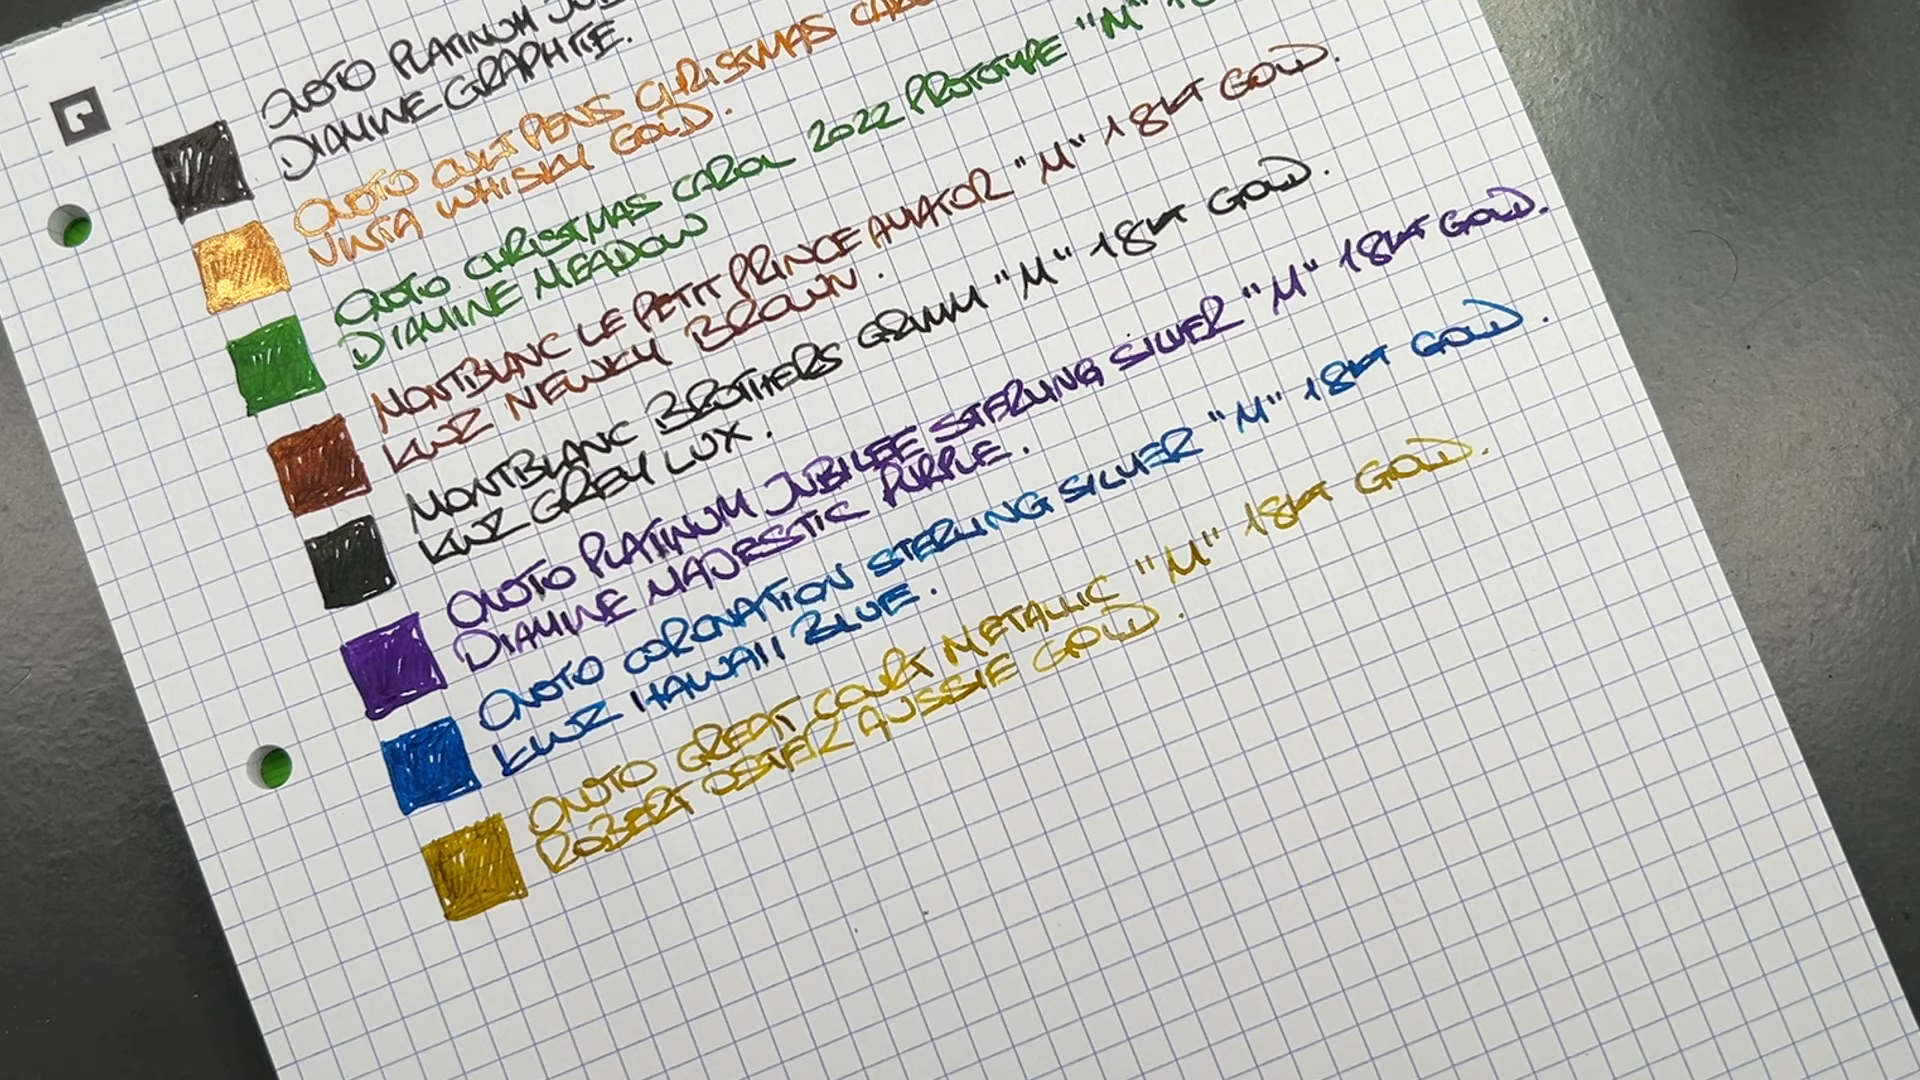 ONOTO PLATINUM
DIAMINE GRAPHITE.
ONOTO CULT PENS CHRISTMAS
VINTA WHISKY GOLD.
ONOTO CHRISTMAS CAROL 2022 PROTOTYPE "M"
DIAMINE MEADOW
MONTBLANC LE PETIT PRINCE AVIATOR "M" 18KT GOLD.
KWZ NEWKY BROWN.
MONTBLANC BROTHERS GRIMM "M" 18KT GOLD.
KWZ GREY LUX.
ONOTO PLATINUM JUBILEE STERLING SILVER "M" 18KT GOLD.
DIAMINE MAJESTIC PURPLE.
ONOTO CORONATION STERLING SILVER "M" 18KT GOLD.
KWZ HAWAII BLUE.
ONOTO GREAT COURT METALLIC "M" 18KT GOLD.
ROBERT OSTER AUSSIE GOLD.